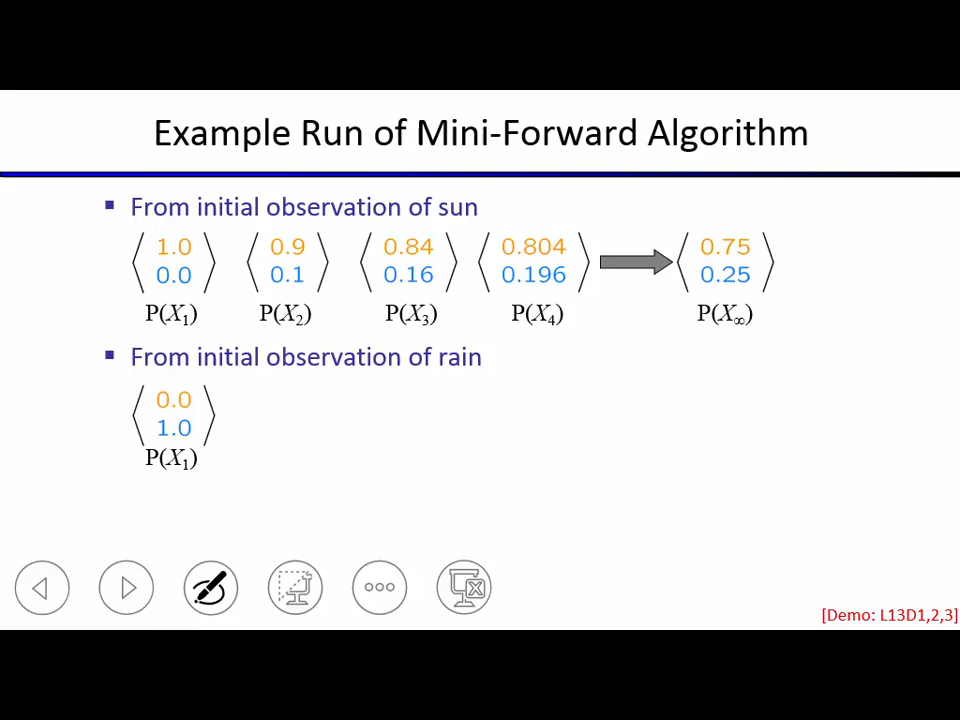 Example Run of Mini-Forward Algorithm
▪ From initial observation of sun
1.0 0.9 0.84 0.804 0.75
0.0 0.1 0.16 0.196 0.25
P(X₁) P(X₂) P(X₃) P(X₄) P(X∞)
▪ From initial observation of rain
0.0
1.0
P(X₁)
[Demo: L13D1,2,3]